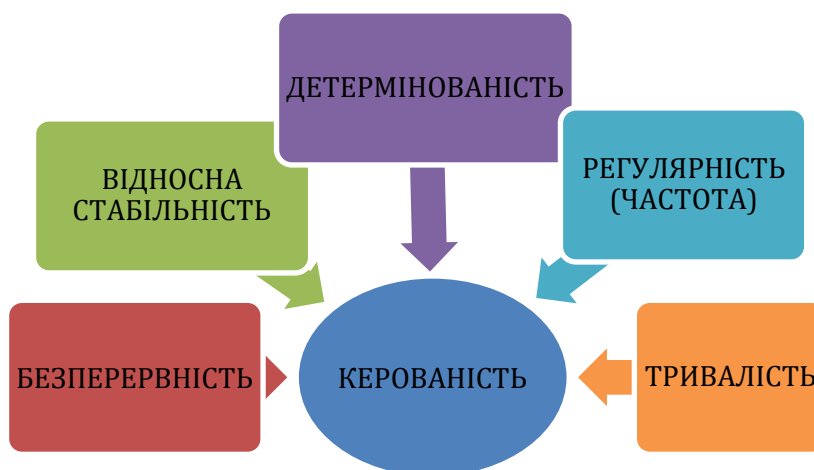 ДЕТЕРМІНОВАНІСТЬ
ВІДНОСНА
СТАБІЛЬНІСТЬ
РЕГУЛЯРНІСТЬ
(ЧАСТОТА)
БЕЗПЕРЕРВНІСТЬ
КЕРОВАНІСТЬ
ТРИВАЛІСТЬ